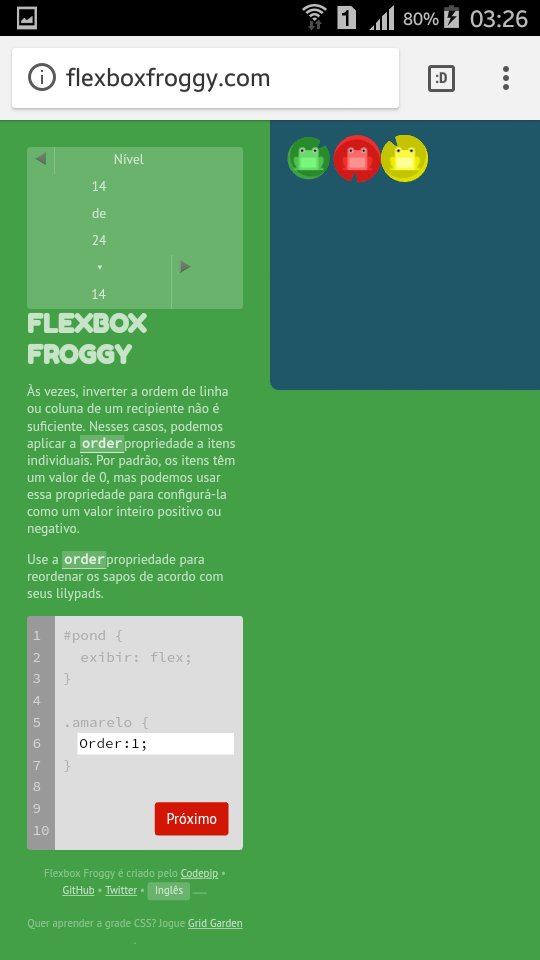 1
80%
03:26
flexboxfroggy.com
:D
Nível
14
de
24
▾
14
FLEXBOX
FROGGY
Às vezes, inverter a ordem de linha
ou coluna de um recipiente não é
suficiente. Nesses casos, podemos
aplicar a order propriedade a itens
individuais. Por padrão, os itens têm
um valor de 0, mas podemos usar
essa propriedade para configurá-la
como um valor inteiro positivo ou
negativo.
Use a order propriedade para
reordenar os sapos de acordo com
seus lilypads.
1 #pond {
2 exibir: flex;
3 }
4
5 .amarelo {
6 Order:1;
7 }
8
9
10
Próximo
Flexbox Froggy é criado pelo Codepip •
GitHub • Twitter • Inglês
Quer aprender a grade CSS? Jogue Grid Garden
.